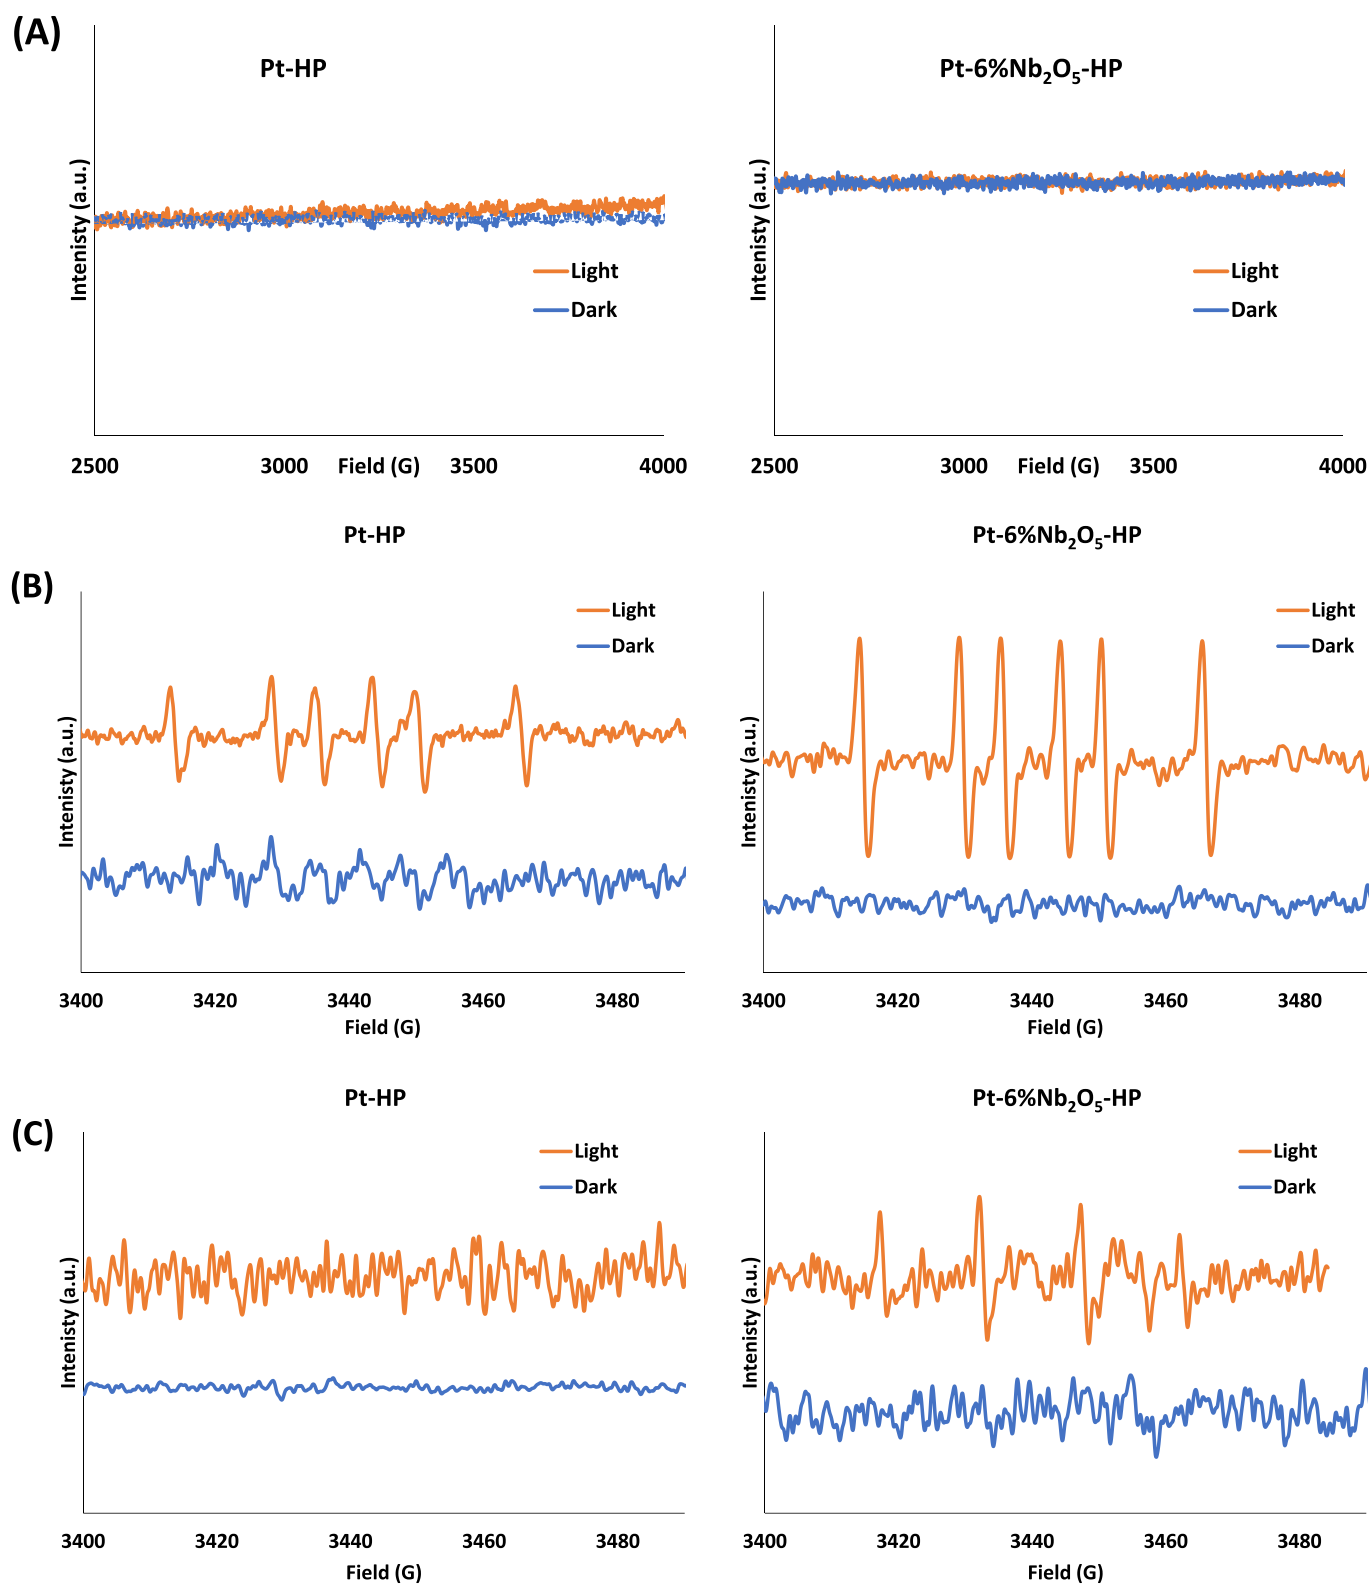 (A)
Pt-HP
Pt-6%Nb₂O₅-HP
Intenisty (a.u.)
Light
Dark
2500 3000 Field (G) 3500 4000
Intenisty (a.u.)
Light
Dark
2500 3000 Field (G) 3500 4000
(B)
Pt-HP
Pt-6%Nb₂O₅-HP
Intenisty (a.u.)
Light
Dark
3400 3420 3440 3460 3480
Field (G)
Intenisty (a.u.)
Light
Dark
3400 3420 3440 3460 3480
Field (G)
(C)
Pt-HP
Pt-6%Nb₂O₅-HP
Intenisty (a.u.)
Light
Dark
3400 3420 3440 3460 3480
Field (G)
Intenisty (a.u.)
Light
Dark
3400 3420 3440 3460 3480
Field (G)